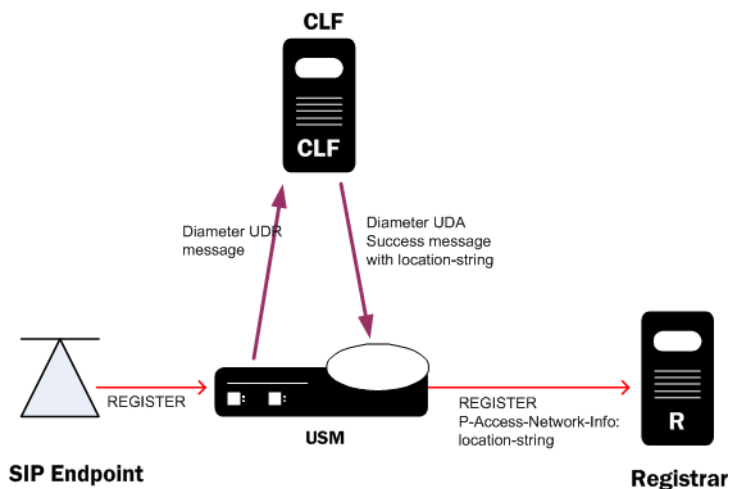 CLF
CLF
Diameter UDR
message
Diameter UDA
Success message
with location-string
REGISTER
REGISTER
P-Access-Network-Info:
location-string
R
USM
SIP Endpoint
Registrar